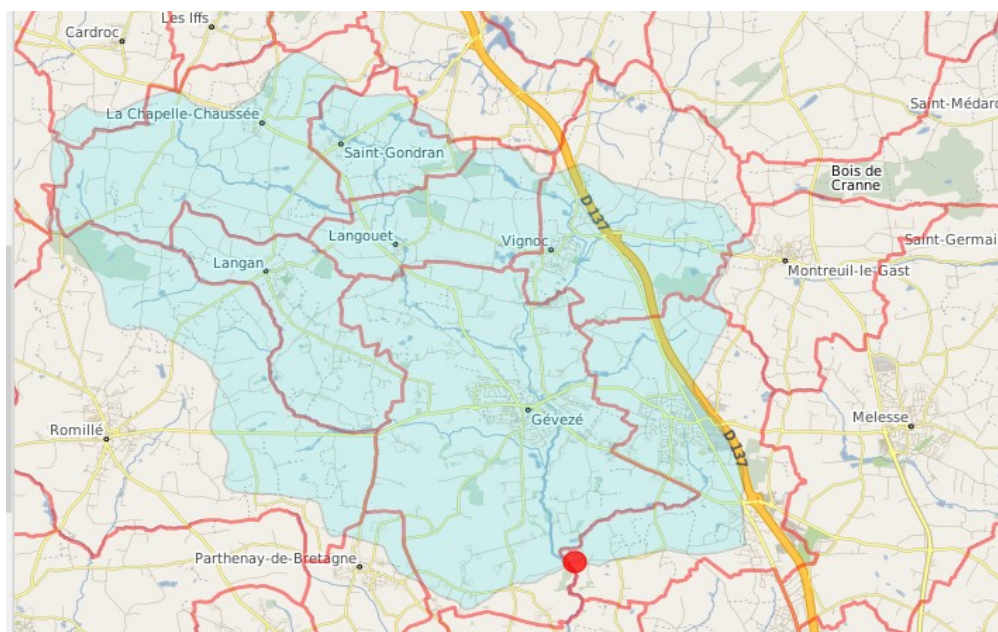 Les Iffs
Cardroc
Saint-Médard
La Chapelle-Chaussée
Saint-Gondran
Bois de
Cranne
D 137
Langouet
Vignoc
Saint-Germai
Langan
Montreuil-le-Gast
Gévezé
Melesse
Romillé
D 137
Parthenay-de-Bretagne